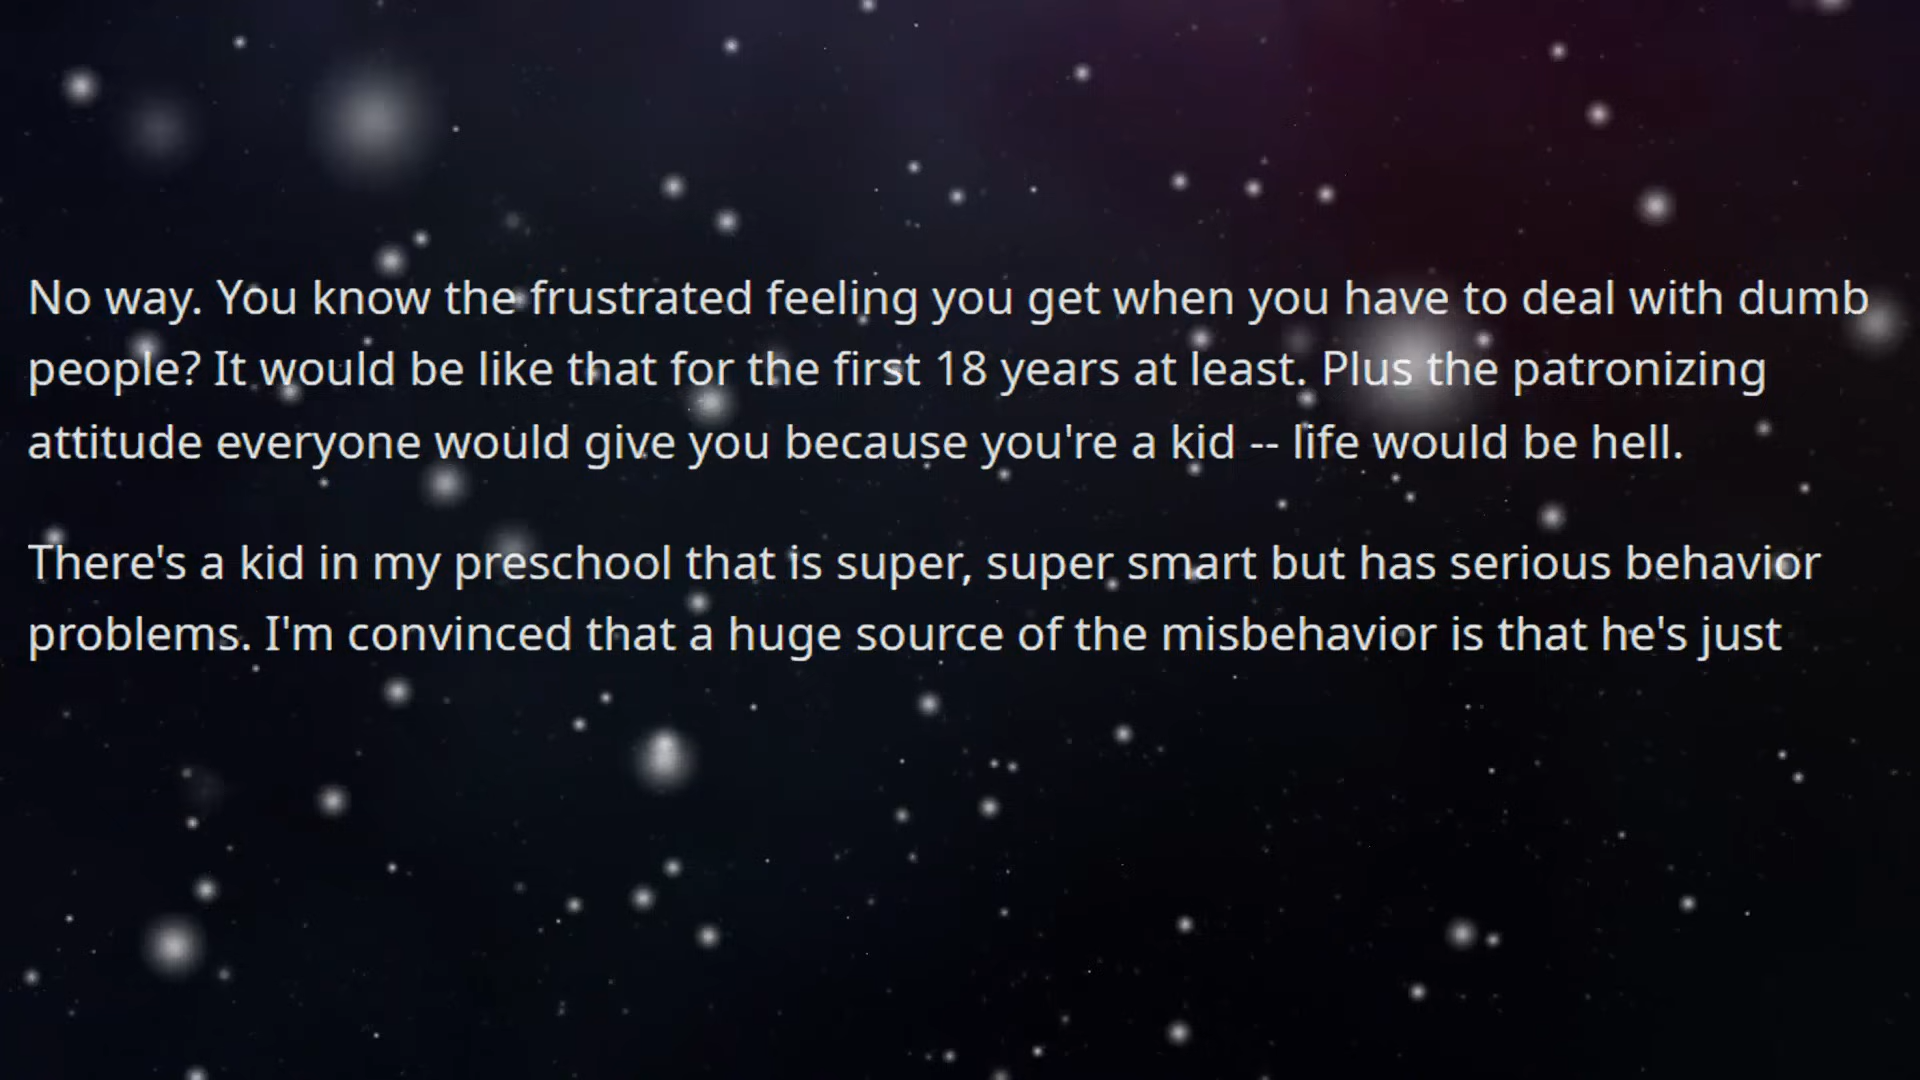 No way. You know the frustrated feeling you get when you have to deal with dumb
people? It would be like that for the first 18 years at least. Plus the patronizing
attitude everyone would give you because you're a kid -- life would be hell.
There's a kid in my preschool that is super, super smart but has serious behavior
problems. I'm convinced that a huge source of the misbehavior is that he's just